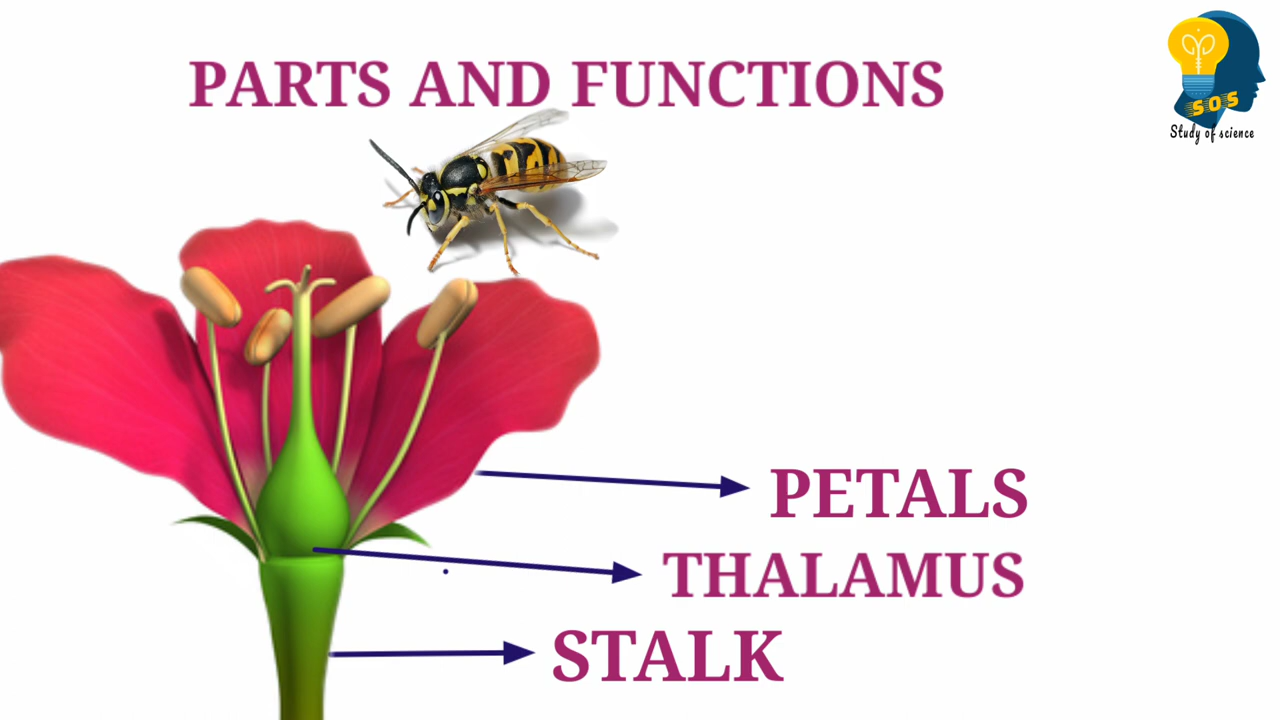 PARTS AND FUNCTIONS
SOS
Study of science
PETALS
THALAMUS
STALK